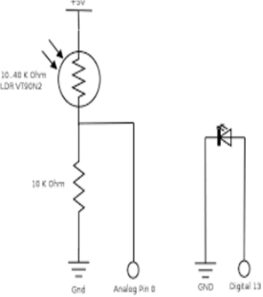 +5V
10..40 K Ohm
LDR VT90N2
10 K Ohm
Gnd
Analog Pin 0
GND
Digital 13